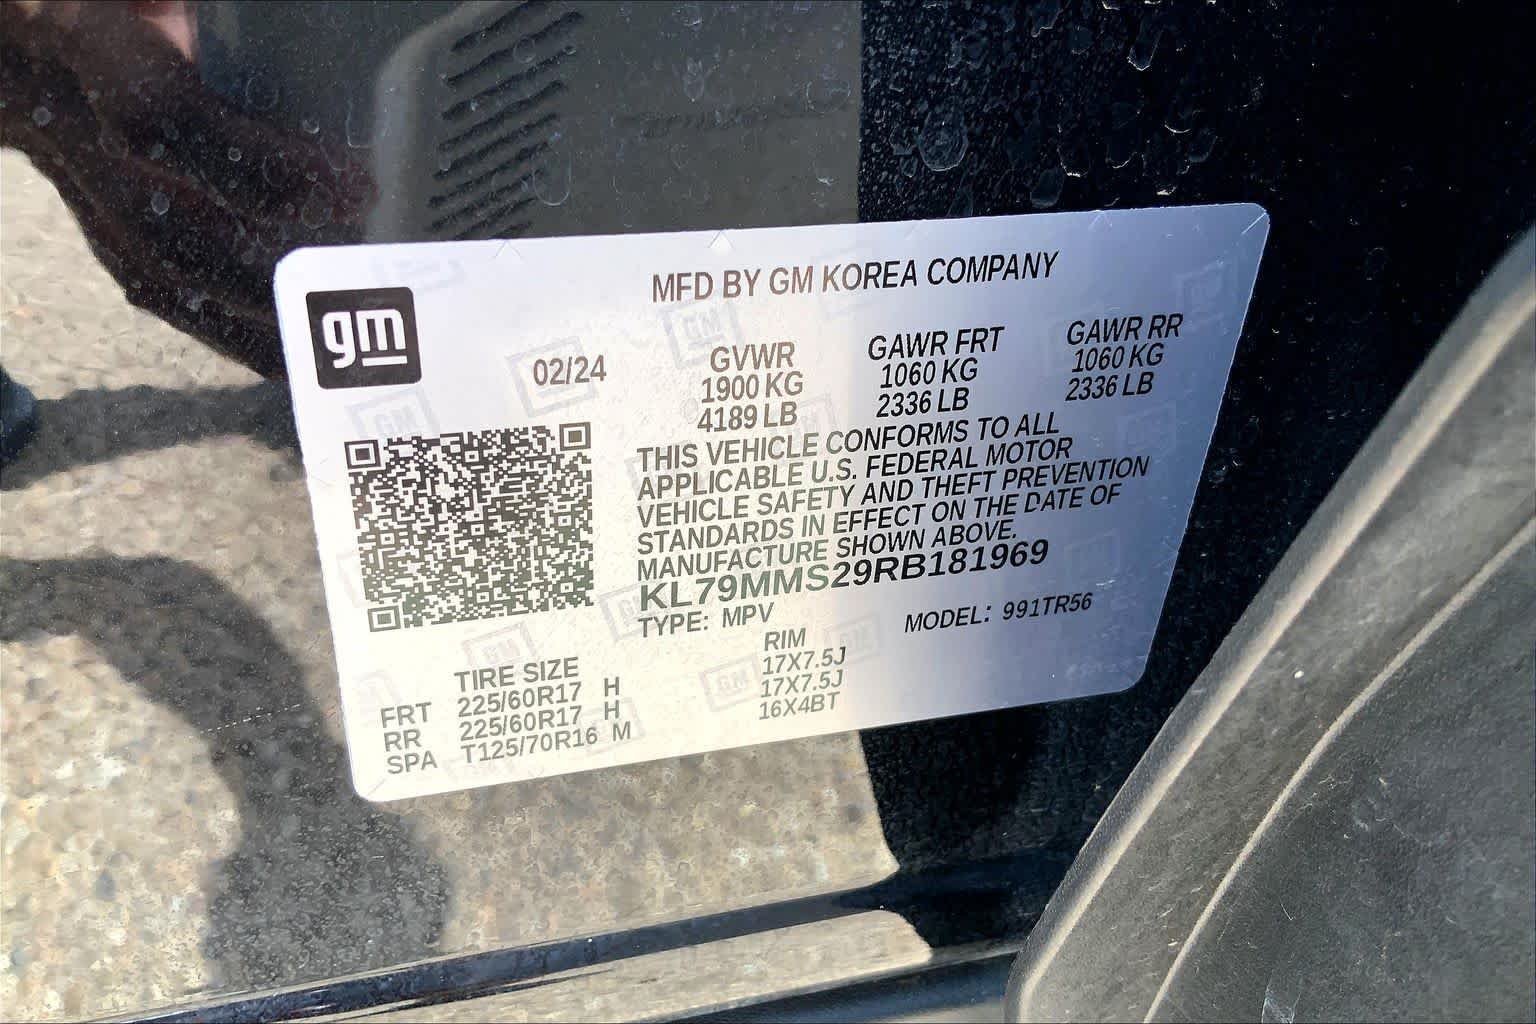 gm
MFD BY GM KOREA COMPANY
02/24
GVWR
1900 KG
4189 LB
GAWR FRT
1060 KG
2336 LB
GAWR RR
1060 KG
2336 LB
THIS VEHICLE CONFORMS TO ALL
APPLICABLE U.S. FEDERAL MOTOR
VEHICLE SAFETY AND THEFT PREVENTION
STANDARDS IN EFFECT ON THE DATE OF
MANUFACTURE SHOWN ABOVE.
KL79MMS29RB181969
TYPE: MPV MODEL: 991TR56
TIRE SIZE RIM
FRT 225/60R17 H 17X7.5J
RR 225/60R17 H 17X7.5J
SPA T125/70R16 M 16X4BT